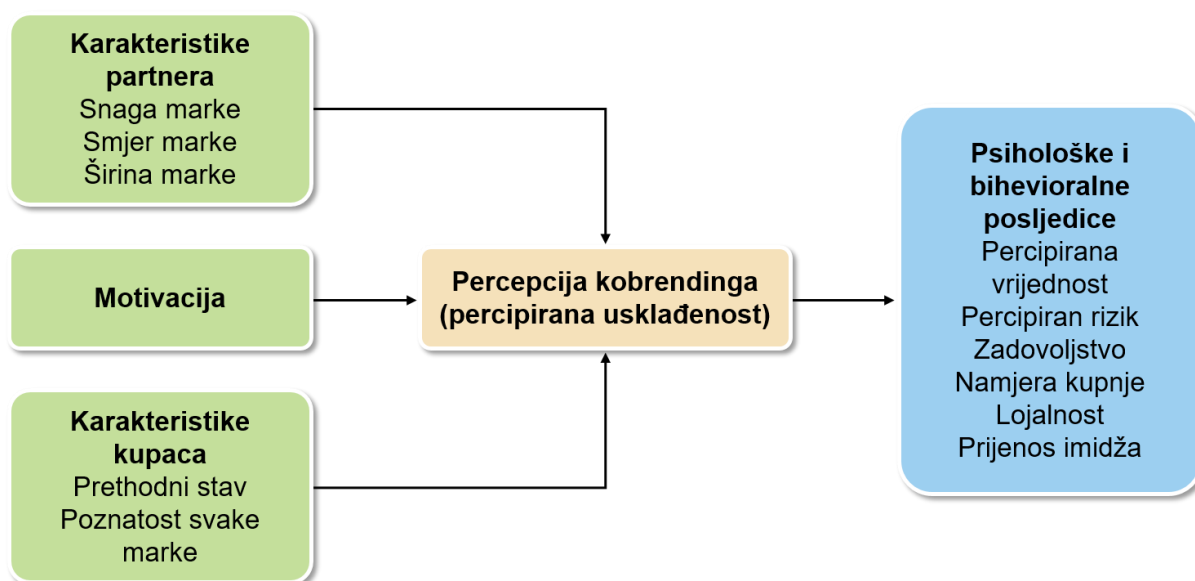 Karakteristike
partnera
Snaga marke
Smjer marke
Širina marke
Motivacija
Karakteristike
kupaca
Prethodni stav
Poznatost svake
marke
Percepcija kobrendinga
(percipirana usklađenost)
Psihološke i
bihevioralne
posljedice
Percipirana
vrijednost
Percipiran rizik
Zadovoljstvo
Namjera kupnje
Lojalnost
Prijenos imidža